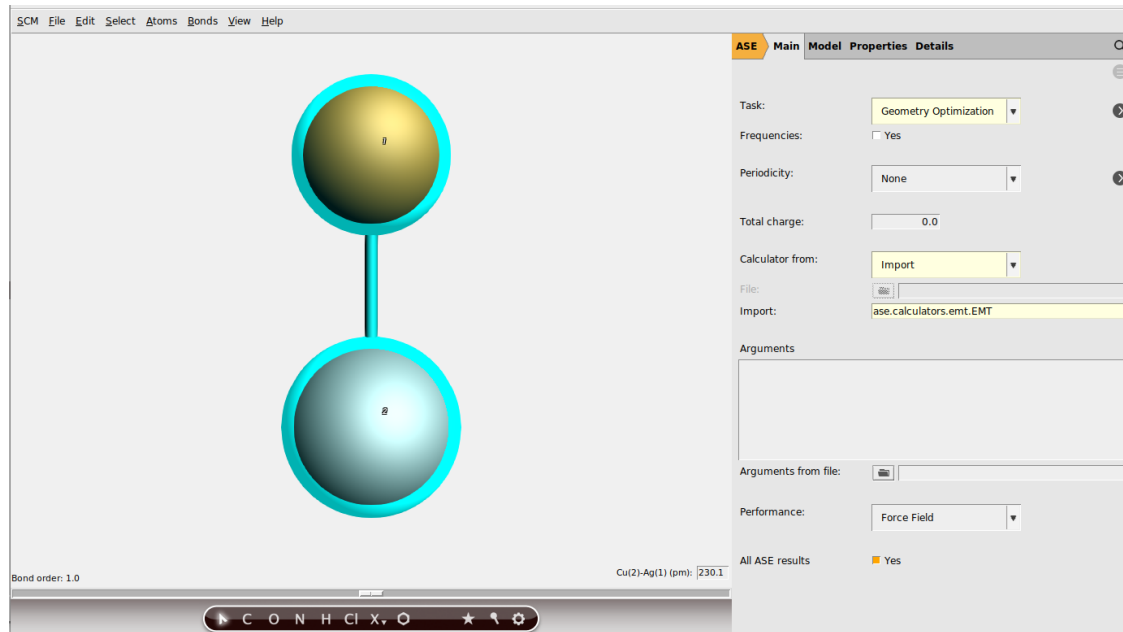 SCM File Edit Select Atoms Bonds View Help
ASE Main Model Properties Details
Task: Geometry Optimization
Frequencies: Yes
Periodicity: None
Total charge: 0.0
Calculator from: Import
File:
Import: ase.calculators.emt.EMT
Arguments
Arguments from file:
Performance: Force Field
All ASE results Yes
1
2
Bond order: 1.0
Cu(2)-Ag(1) (pm): 230.1
C O N H Cl X